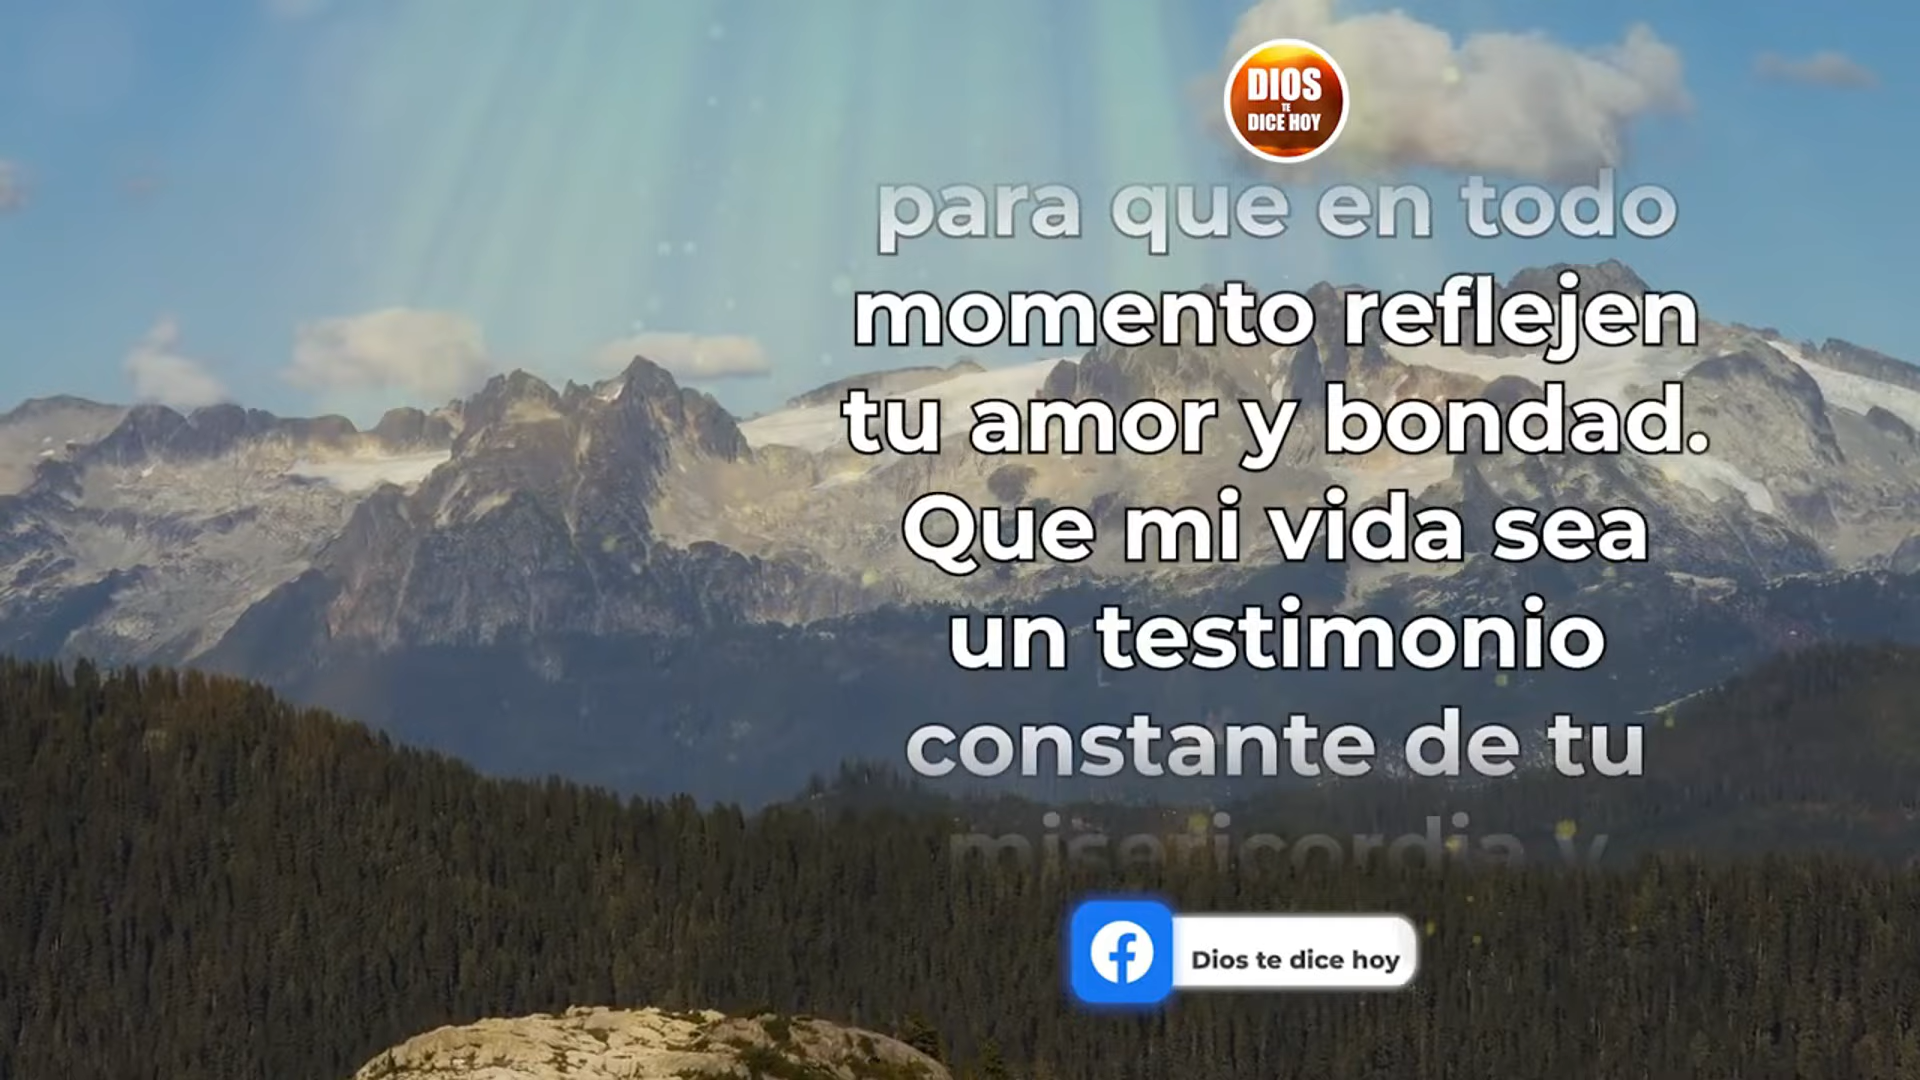 DIOS
TE
DICE HOY
para que en todo
momento reflejen
tu amor y bondad.
Que mi vida sea
un testimonio
constante de tu
misericordia y
Dios te dice hoy